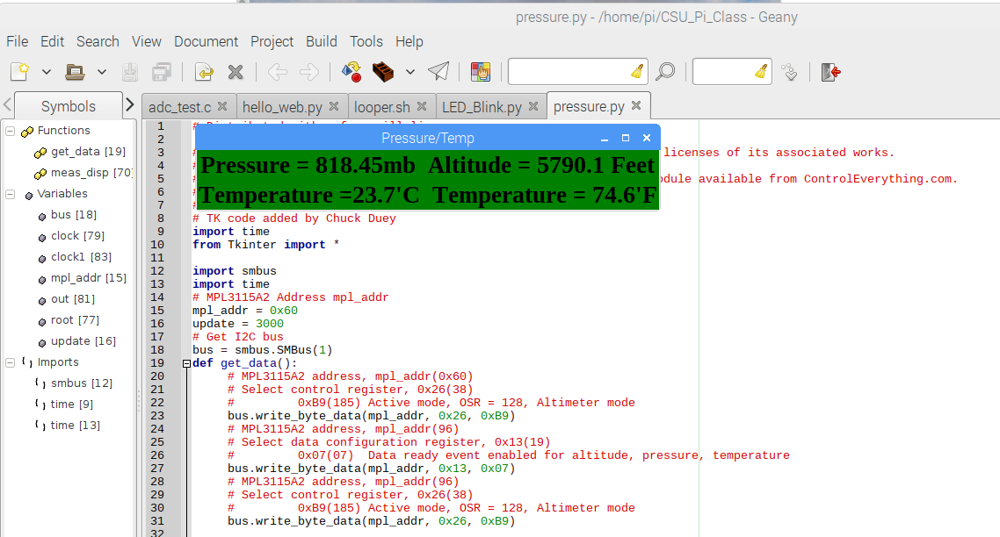 pressure.py - /home/pi/CSU_Pi_Class - Geany
File Edit Search View Document Project Build Tools Help
Symbols
adc_test.c hello_web.py looper.sh LED_Blink.py pressure.py
Functions
get_data [19]
meas_disp [70]
Variables
bus [18]
clock [79]
clock1 [83]
mpl_addr [15]
out [81]
root [77]
update [16]
Imports
smbus [12]
time [9]
time [13]
Pressure/Temp
Pressure = 818.45mb Altitude = 5790.1 Feet
Temperature =23.7'C Temperature = 74.6'F
1 #
2
3 # licenses of its associated works.
4 #
5 # available from ControlEverything.com.
6 #
7 #
8 # TK code added by Chuck Duey
9 import time
10 from Tkinter import *
11
12 import smbus
13 import time
14 # MPL3115A2 Address mpl_addr
15 mpl_addr = 0x60
16 update = 3000
17 # Get I2C bus
18 bus = smbus.SMBus(1)
19 def get_data():
20 # MPL3115A2 address, mpl_addr(0x60)
21 # Select control register, 0x26(38)
22 # 0xB9(185) Active mode, OSR = 128, Altimeter mode
23 bus.write_byte_data(mpl_addr, 0x26, 0xB9)
24 # MPL3115A2 address, mpl_addr(96)
25 # Select data configuration register, 0x13(19)
26 # 0x07(07) Data ready event enabled for altitude, pressure, temperature
27 bus.write_byte_data(mpl_addr, 0x13, 0x07)
28 # MPL3115A2 address, mpl_addr(96)
29 # Select control register, 0x26(38)
30 # 0xB9(185) Active mode, OSR = 128, Altimeter mode
31 bus.write_byte_data(mpl_addr, 0x26, 0xB9)
32